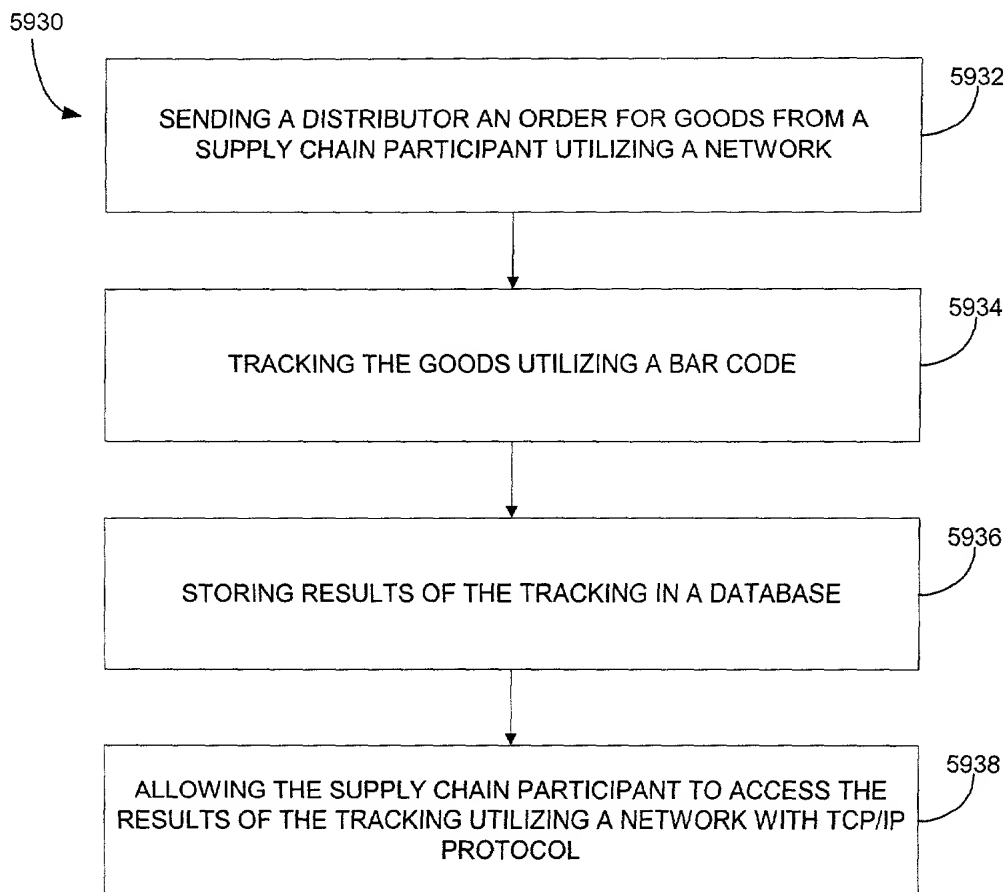 5930
5932
SENDING A DISTRIBUTOR AN ORDER FOR GOODS FROM A
SUPPLY CHAIN PARTICIPANT UTILIZING A NETWORK
5934
TRACKING THE GOODS UTILIZING A BAR CODE
5936
STORING RESULTS OF THE TRACKING IN A DATABASE
5938
ALLOWING THE SUPPLY CHAIN PARTICIPANT TO ACCESS THE
RESULTS OF THE TRACKING UTILIZING A NETWORK WITH TCP/IP
PROTOCOL